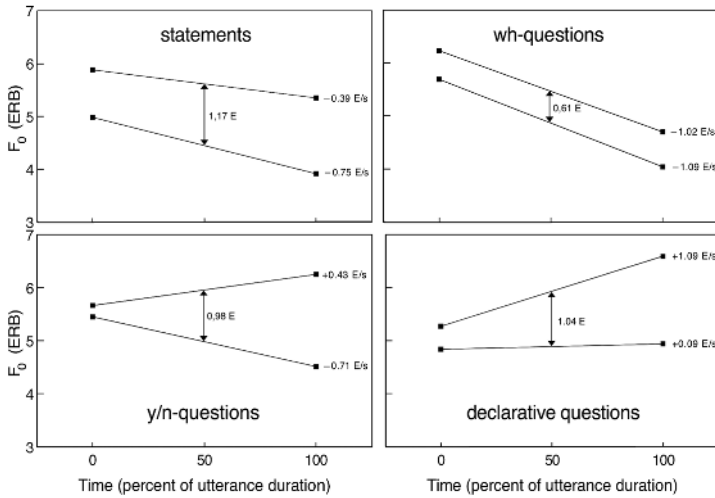 7
6
5
4
3
F0 (ERB)
statements
−0.39 E/s
1,17 E
−0.75 E/s
wh-questions
0,61 E
−1.02 E/s
−1.09 E/s
7
6
5
4
3
F0 (ERB)
+0.43 E/s
0,98 E
−0.71 E/s
y/n-questions
0
50
100
Time (percent of utterance duration)
+1.09 E/s
1.04 E
+0.09 E/s
declarative questions
0
50
100
Time (percent of utterance duration)